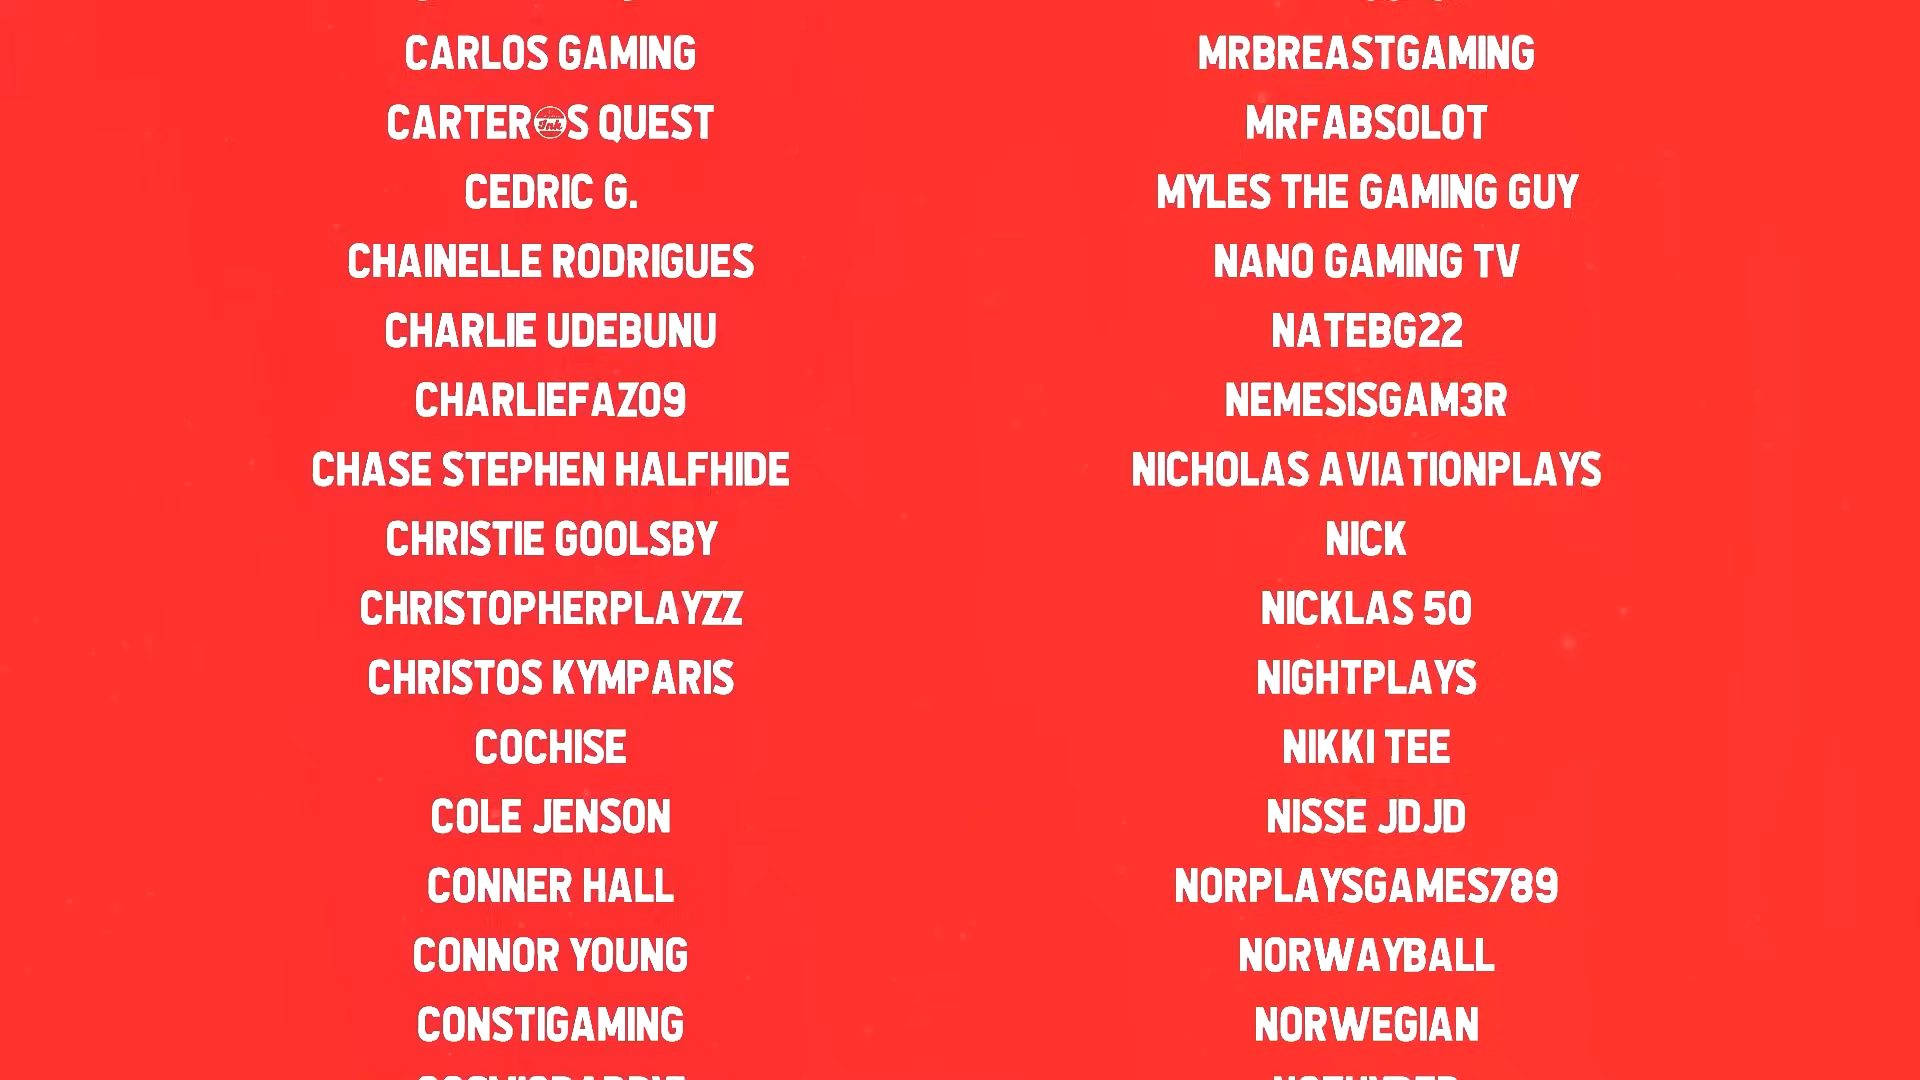 CARLOS GAMING
CARTER S QUEST
CEDRIC G.
CHAINELLE RODRIGUES
CHARLIE UDEBUNU
CHARLIEFAZ09
CHASE STEPHEN HALFHIDE
CHRISTIE GOOLSBY
CHRISTOPHERPLAYZZ
CHRISTOS KYMPARIS
COCHISE
COLE JENSON
CONNER HALL
CONNOR YOUNG
CONSTIGAMING
MRBREASTGAMING
MRFABSOLOT
MYLES THE GAMING GUY
NANO GAMING TV
NATEBG22
NEMESISGAM3R
NICHOLAS AVIATIONPLAYS
NICK
NICKLAS 50
NIGHTPLAYS
NIKKI TEE
NISSE JDJD
NORPLAYSGAMES789
NORWAYBALL
NORWEGIAN